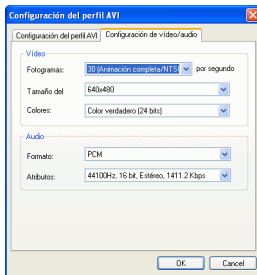 Configuración del perfil AVI
Configuración del perfil AVI Configuración de vídeo/audio
Vídeo
Fotogramas: 30 (Animación completa/NTS( por segundo
Tamaño del 640x480
Colores: Color verdadero (24 bits)
Audio
Formato: PCM
Atributos: 44100Hz, 16 bit, Estéreo, 1411.2 Kbps
OK Cancel